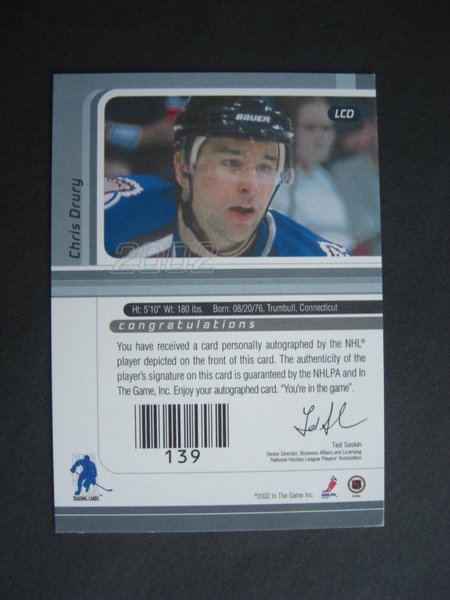 BAUER
LCD
Chris Drury
2002
Ht: 5'10" Wt: 180 lbs. Born: 08/20/76, Trumbull, Connecticut
congratulations
You have received a card personally autographed by the NHL®
player depicted on the front of this card. The authenticity of the
player's signature on this card is guaranteed by the NHLPA and In
The Game, Inc. Enjoy your autographed card. "You're in the game".
139
Ted Saskin
Senior Director, Business Affairs and Licensing
National Hockey League Players' Association
TRADING CARDS™
©2002 In The Game Inc.